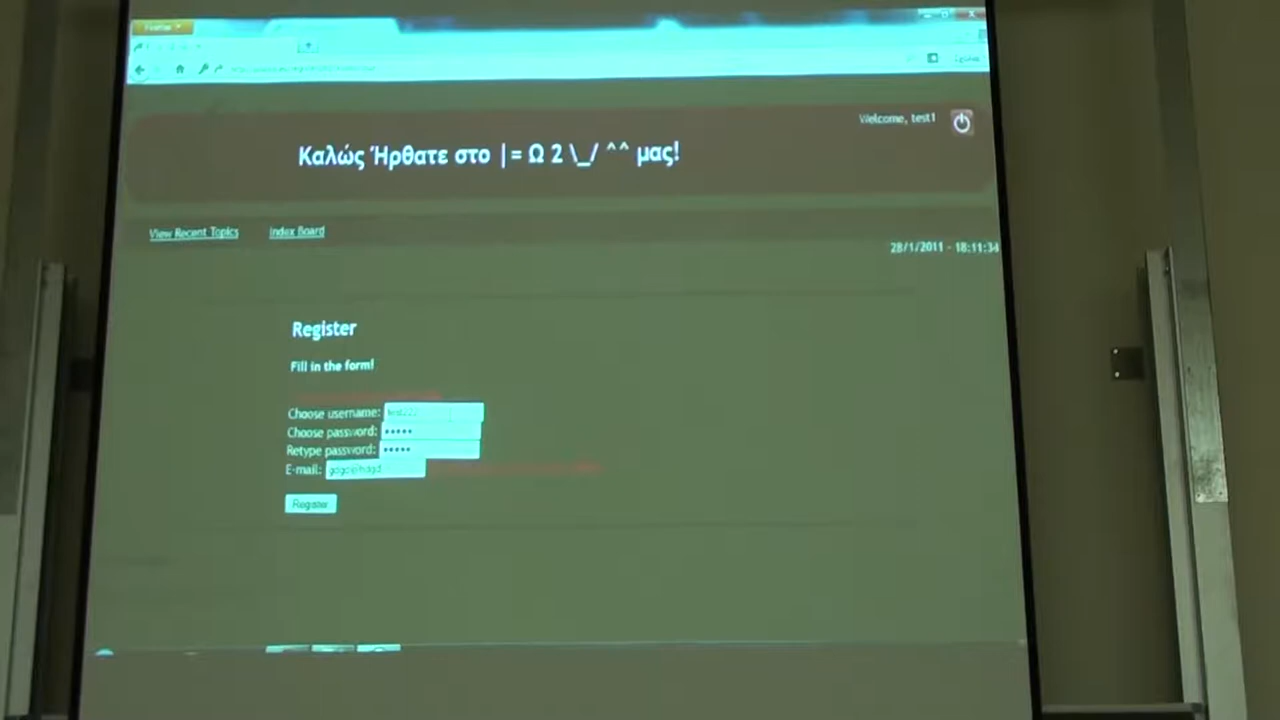 Firefox
Welcome, test1
Καλώς Ήρθατε στο |= Ω 2 \_/ ^^ μας!
View Recent Topics
Index Board
28/1/2011 - 18:11:34
Register
Fill in the form!
Choose username:
Choose password: •••••
Retype password: •••••
E-mail:
Register